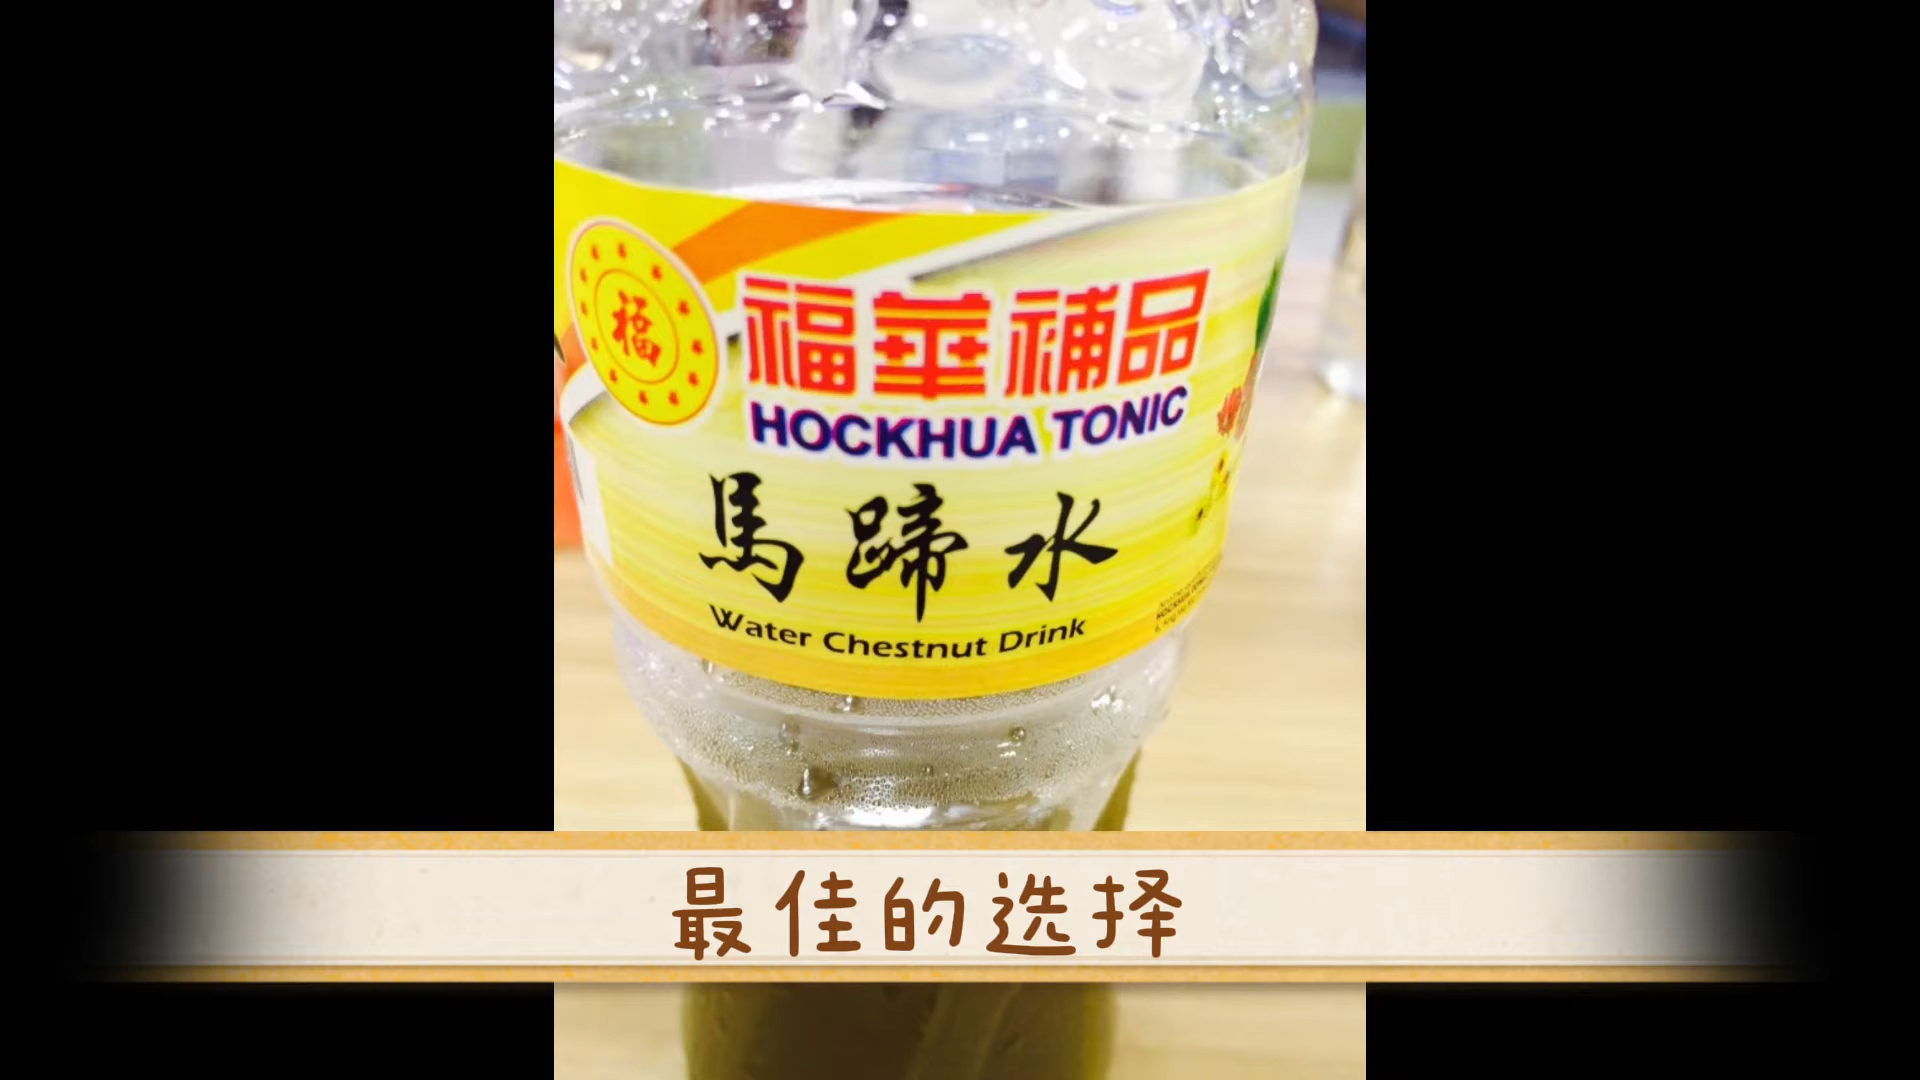 福
福華補品
HOCKHUA TONIC
馬蹄水
Water Chestnut Drink
最佳的选择